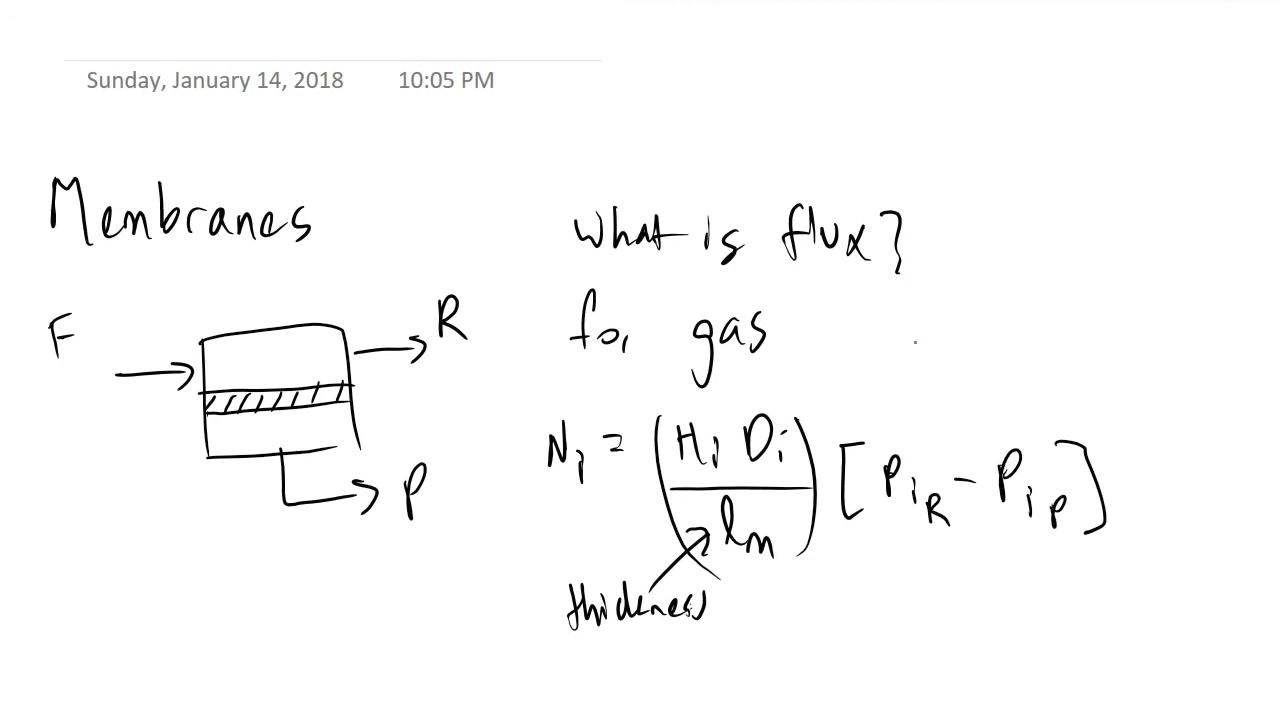 Sunday, January 14, 2018 10:05 PM
Membranes
F
R
P
What is flux?
for gas
Ni = (Hi Di / lm) [PiR - PiP]
thickness